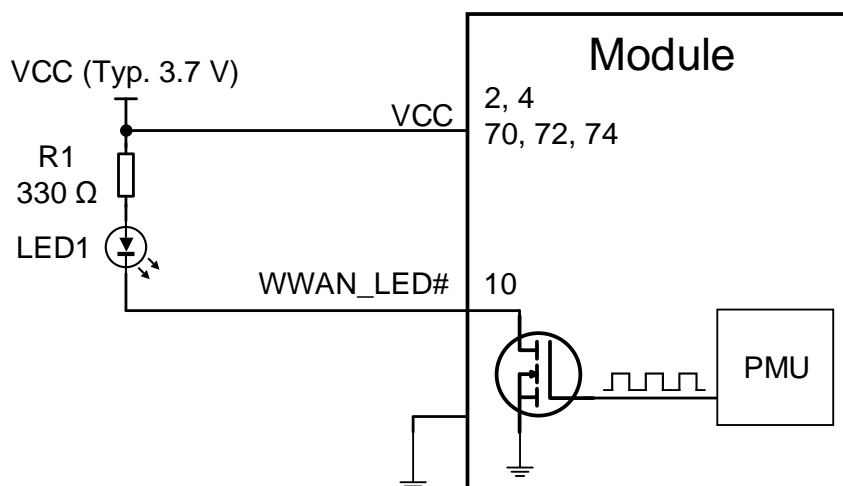 Module
VCC (Typ. 3.7 V)
VCC
2, 4
70, 72, 74
R1
330 Ω
LED1
WWAN_LED#
10
PMU